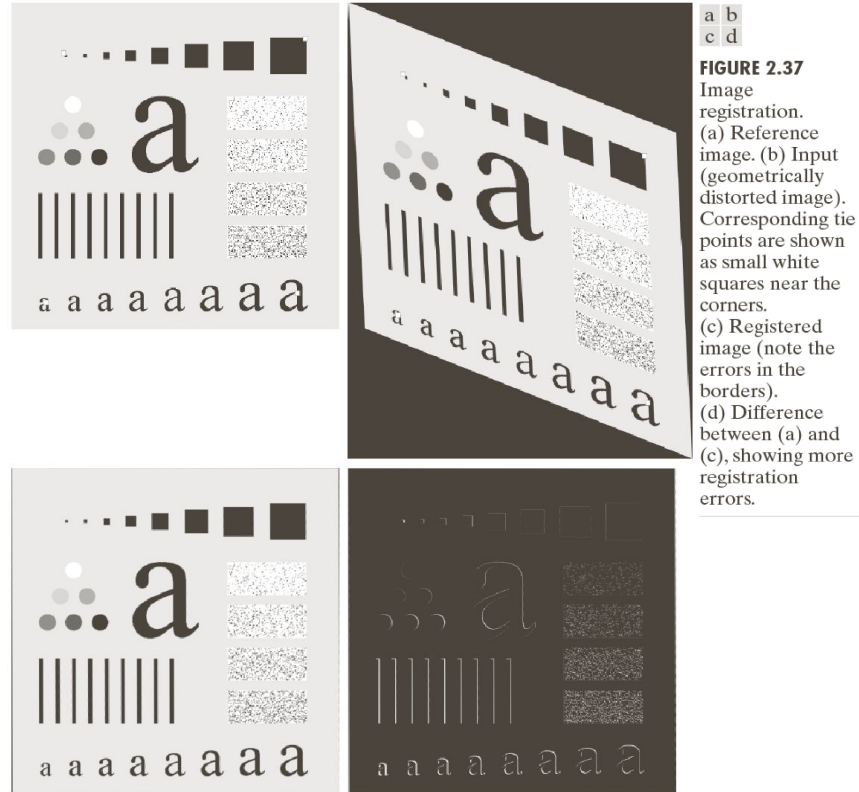 a
a a a a a a a a
a
a a a a a a a a
a b
c d
FIGURE 2.37
Image
registration.
(a) Reference
image. (b) Input
(geometrically
distorted image).
Corresponding tie
points are shown
as small white
squares near the
corners.
(c) Registered
image (note the
errors in the
borders).
(d) Difference
between (a) and
(c), showing more
registration
errors.
a
a a a a a a a a
a
a a a a a a a a